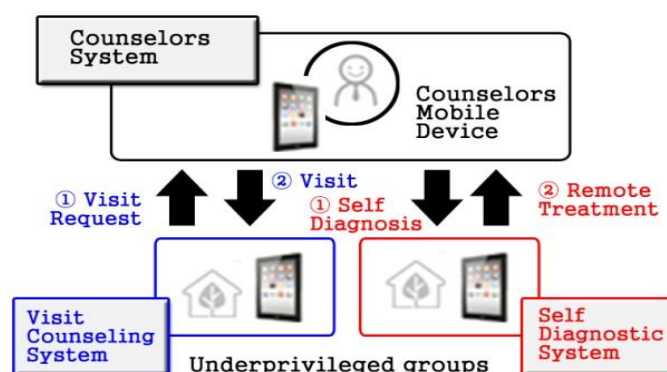 Counselors
System
Counselors
Mobile
Device
① Visit
Request
② Visit
① Self
Diagnosis
② Remote
Treatment
Visit
Counseling
System
Self
Diagnostic
System
Underprivileged groups